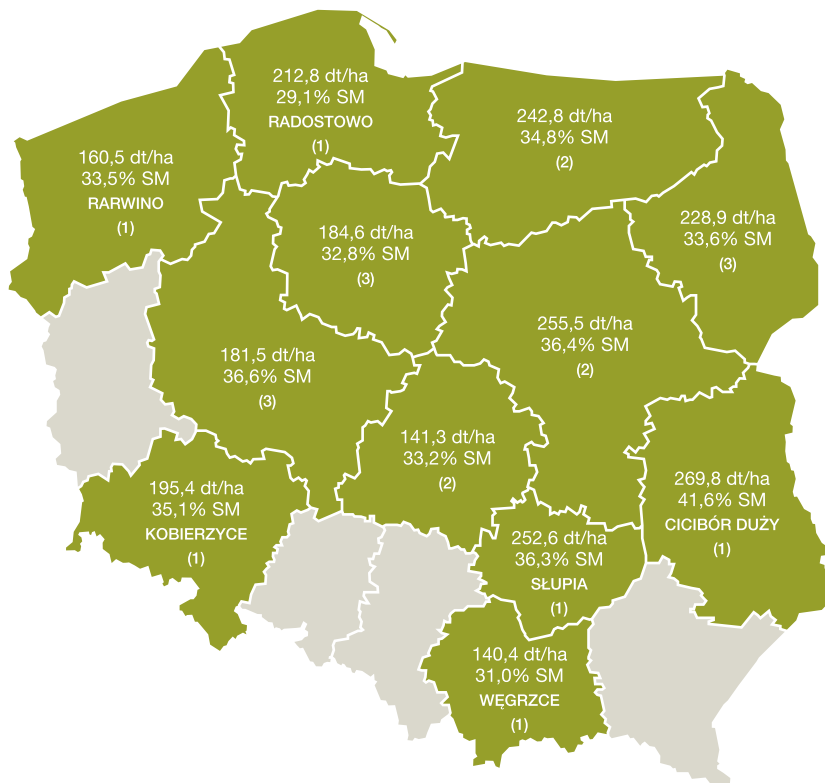 212,8 dt/ha
29,1% SM
RADOSTOWO
(1)
242,8 dt/ha
34,8% SM
(2)
160,5 dt/ha
33,5% SM
RARWINO
(1)
184,6 dt/ha
32,8% SM
(3)
228,9 dt/ha
33,6% SM
(3)
181,5 dt/ha
36,6% SM
(3)
255,5 dt/ha
36,4% SM
(2)
141,3 dt/ha
33,2% SM
(2)
195,4 dt/ha
35,1% SM
KOBIERZYCE
(1)
269,8 dt/ha
41,6% SM
CICIBÓR DUŻY
(1)
252,6 dt/ha
36,3% SM
SŁUPIA
(1)
140,4 dt/ha
31,0% SM
WĘGRZCE
(1)